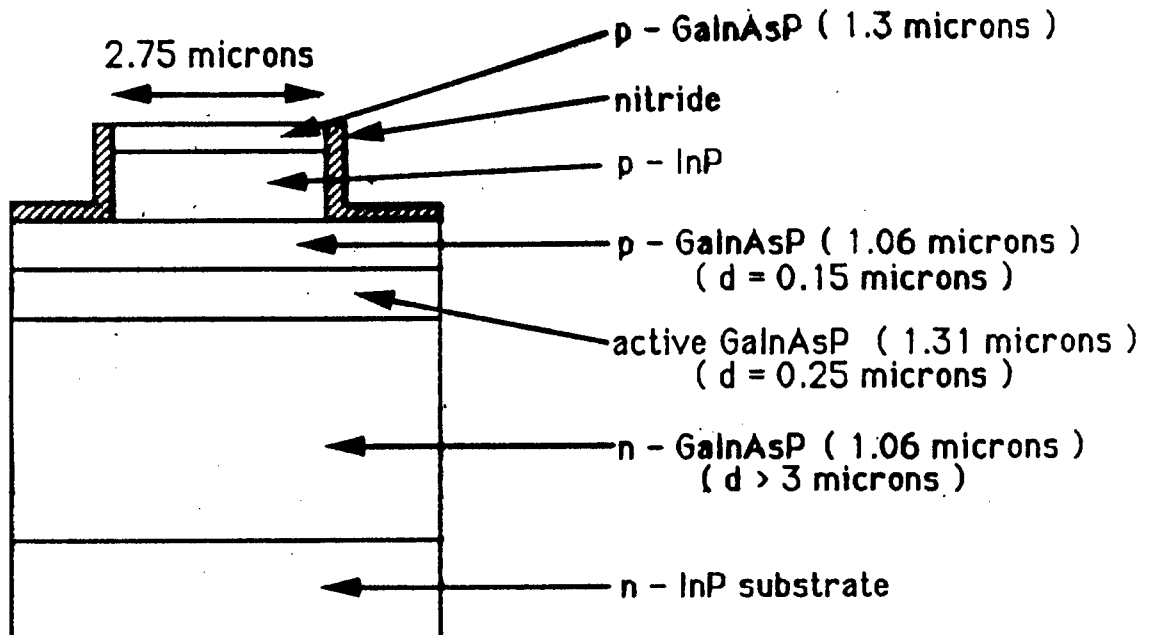 2.75 microns
p - GaInAsP ( 1.3 microns )
nitride
p - InP
p - GaInAsP ( 1.06 microns )
( d = 0.15 microns )
active GaInAsP ( 1.31 microns )
( d = 0.25 microns )
n - GaInAsP ( 1.06 microns )
( d > 3 microns )
n - InP substrate